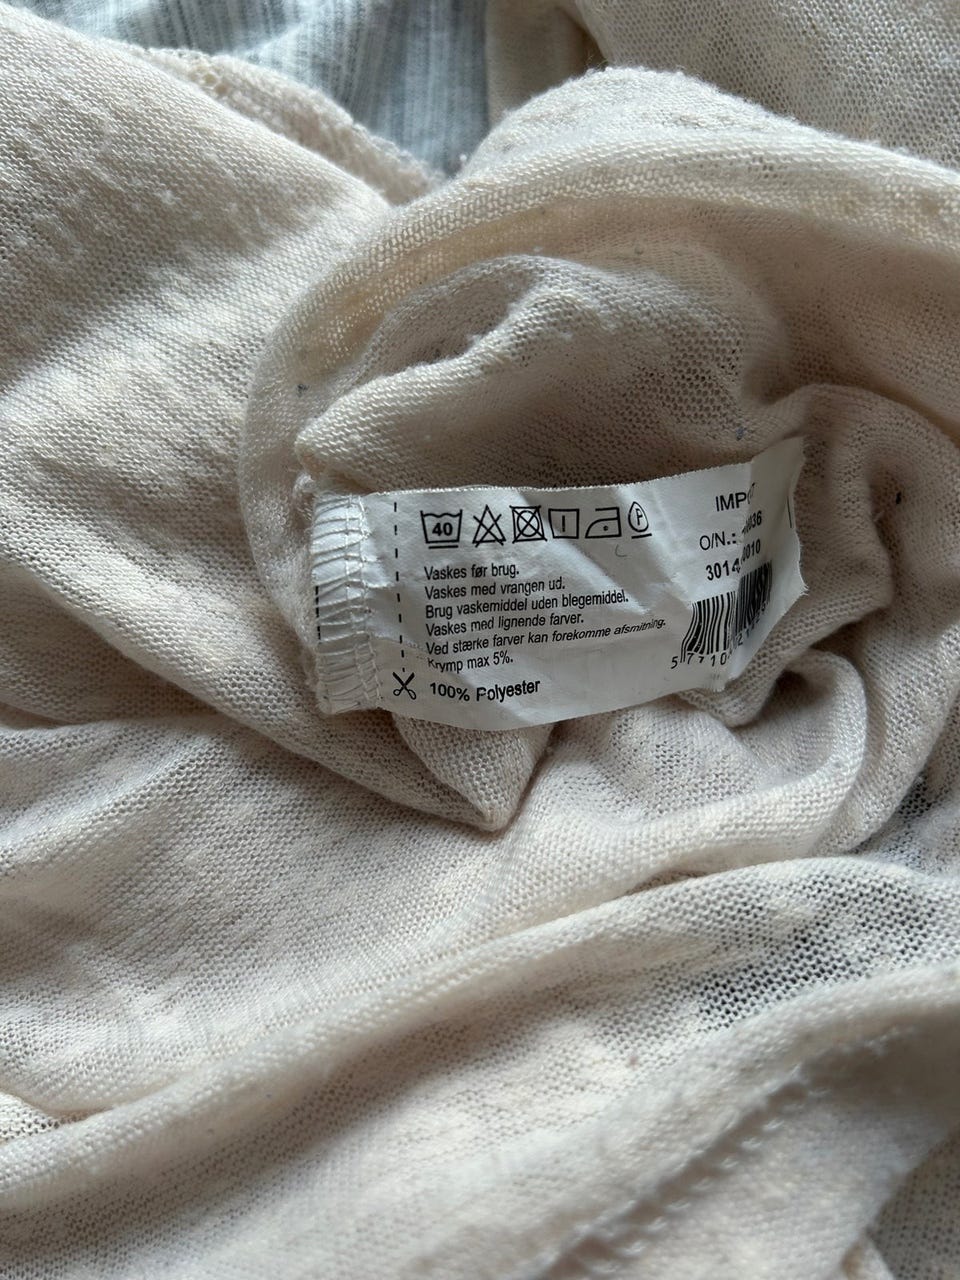 40
P
Vaskes før brug.
Vaskes med vrangen ud.
Brug vaskemiddel uden blegemiddel.
Vaskes med lignende farver.
Ved stærke farver kan forekomme afsmitning.
Krymp max 5%.
100% Polyester
O/N.: